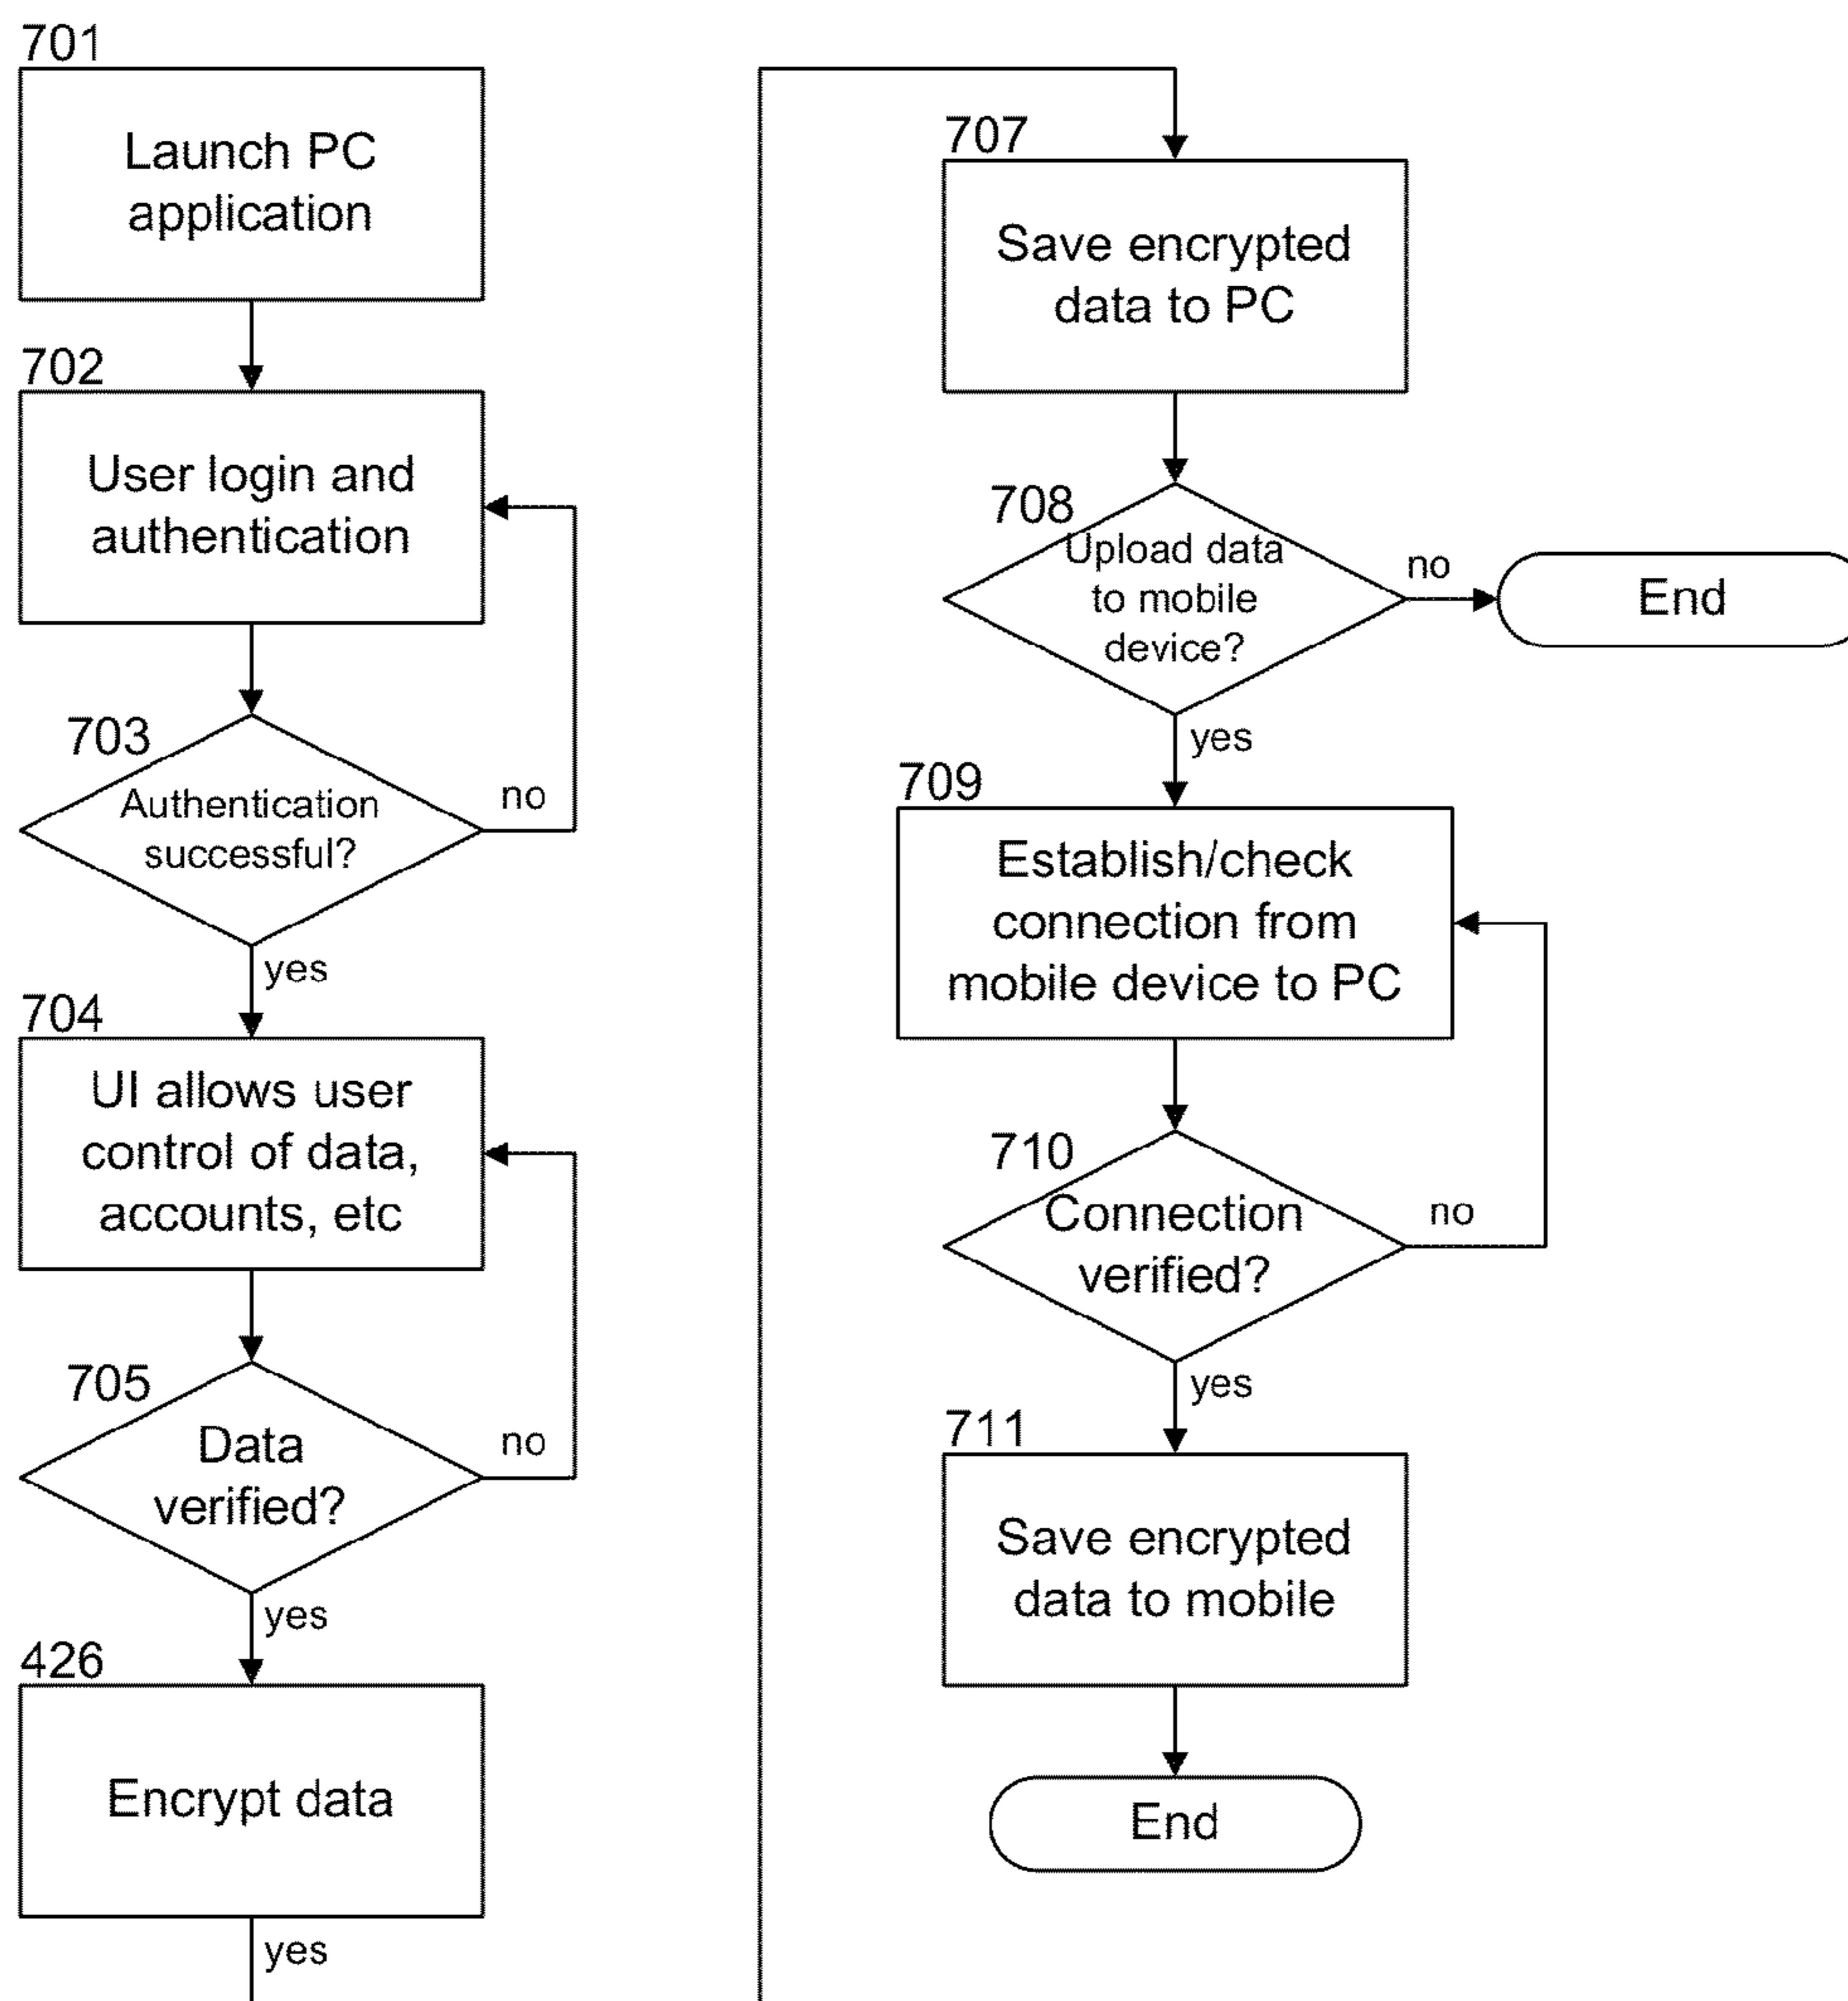 701
Launch PC
application
702
User login and
authentication
703
Authentication
successful?
no
yes
704
UI allows user
control of data,
accounts, etc
705
Data
verified?
no
yes
426
Encrypt data
yes
707
Save encrypted
data to PC
708
Upload data
to mobile
device?
no
End
yes
709
Establish/check
connection from
mobile device to PC
710
Connection
verified?
no
yes
711
Save encrypted
data to mobile
End